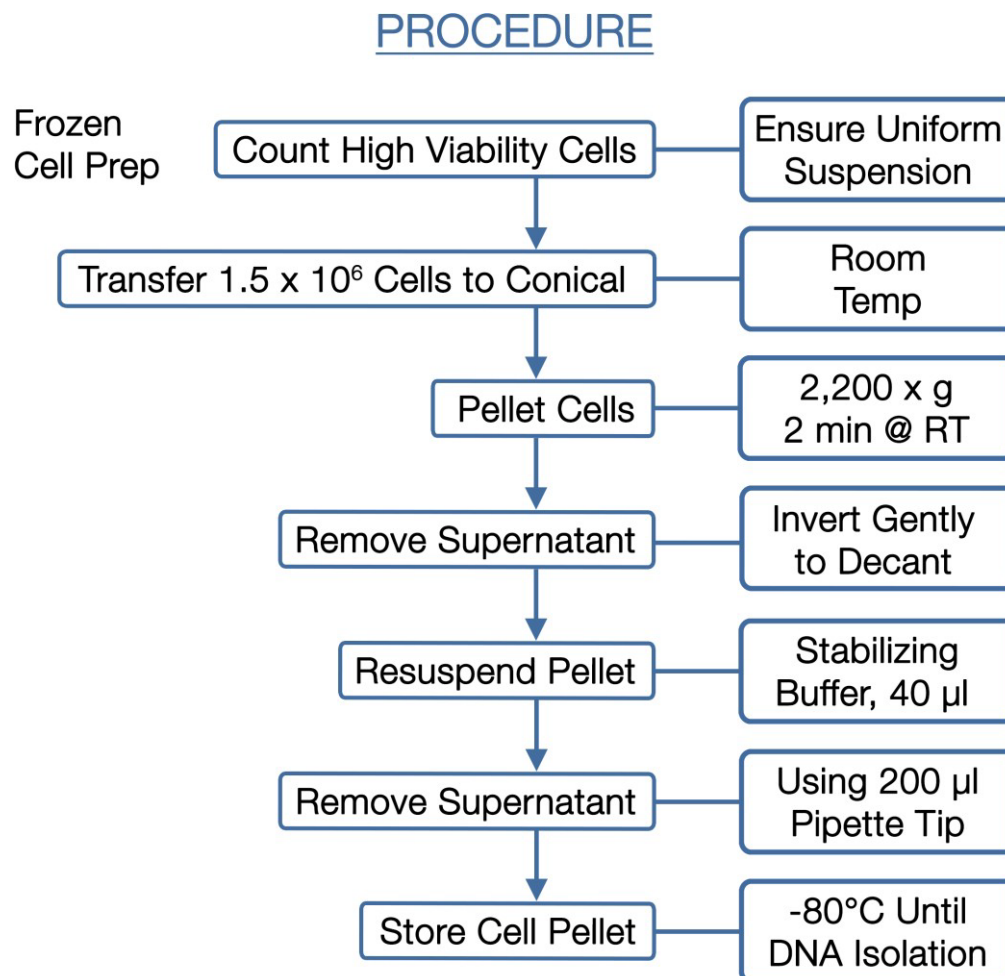 PROCEDURE
Frozen
Cell Prep
Count High Viability Cells
Ensure Uniform
Suspension
Transfer 1.5 x 10⁶ Cells to Conical
Room
Temp
Pellet Cells
2,200 x g
2 min @ RT
Remove Supernatant
Invert Gently
to Decant
Resuspend Pellet
Stabilizing
Buffer, 40 µl
Remove Supernatant
Using 200 µl
Pipette Tip
Store Cell Pellet
-80°C Until
DNA Isolation